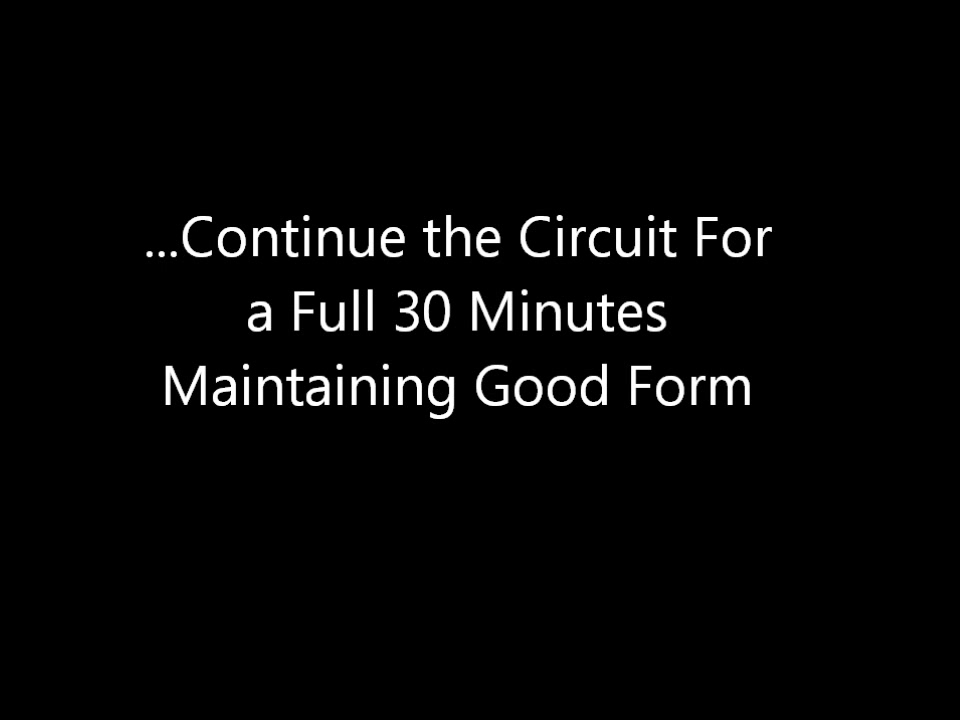 ...Continue the Circuit For
a Full 30 Minutes
Maintaining Good Form